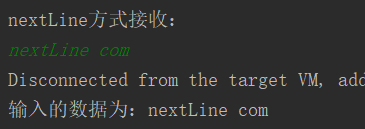 nextLine方式接收：
nextLine com
Disconnected from the target VM, add
输入的数据为：nextLine com